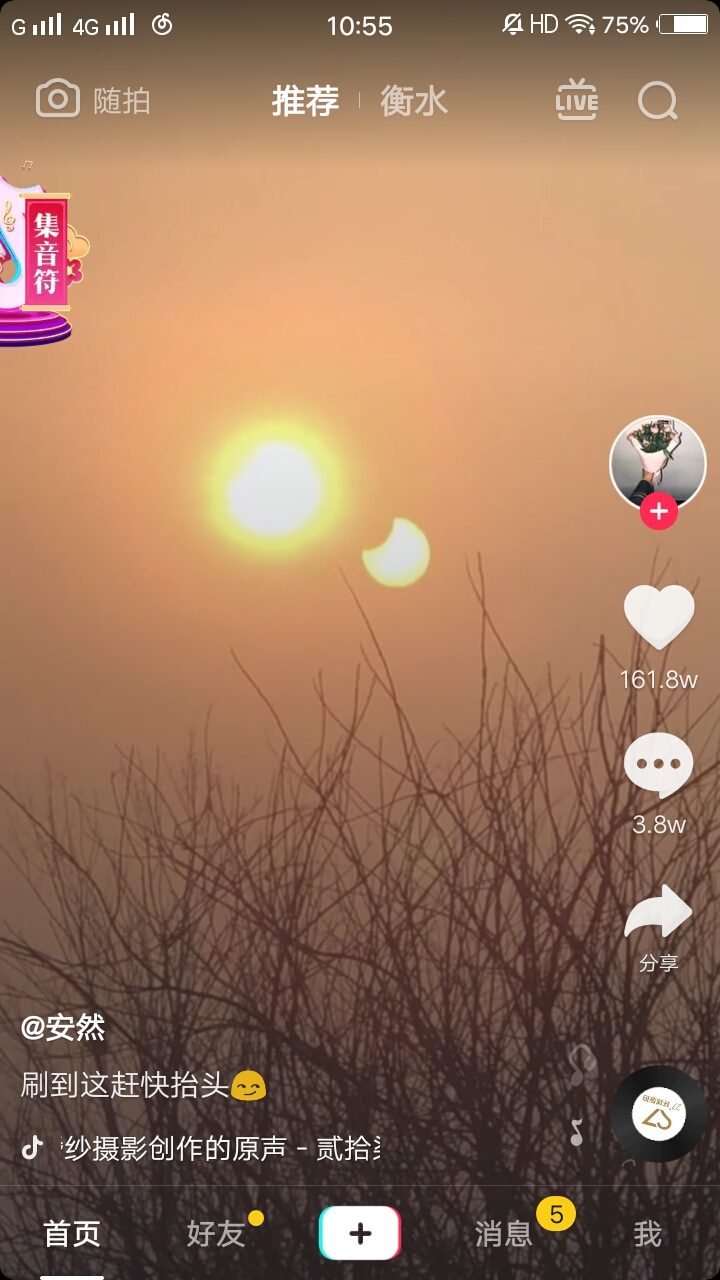 G 4G 10:55 HD 75%
随拍 推荐 衡水 LIVE
集音符
161.8w
3.8w
分享
@安然
刷到这赶快抬头😏
纱摄影创作的原声 - 贰拾
首页 好友 消息 5 我